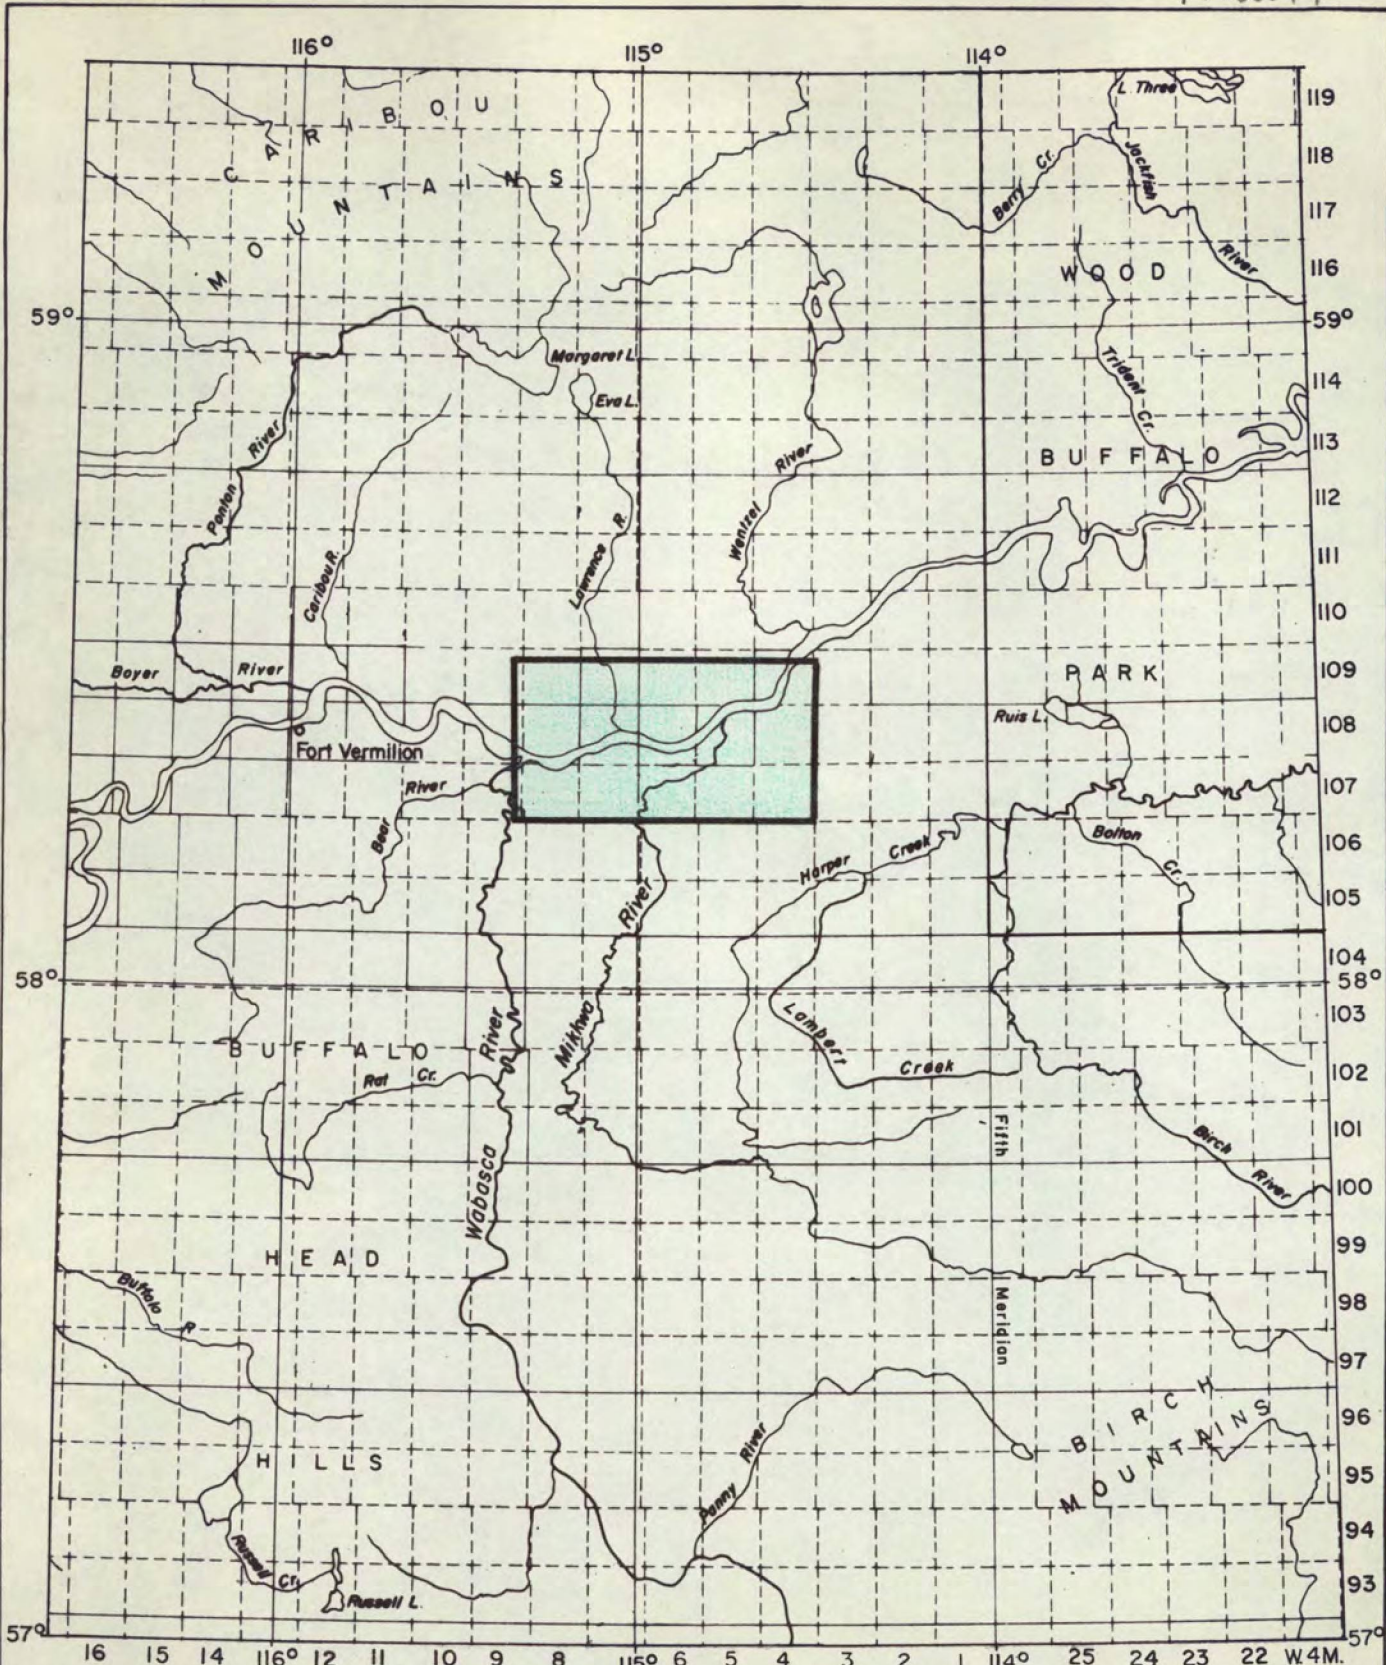 116° 115° 114°
L. Three 119
C A R I B O U
118
Berry Cr.
Jackfish River
117
M O U N T A I N S
116
W O O D
59° 59°
Margaret L.
Trident Cr.
114
Eva L.
113
Ponton River
Wentzel River
B U F F A L O
112
Caribou R.
Lawrence R.
111
110
Boyer River
P A R K
109
Ruis L.
108
Fort Vermilion
Bear River
107
Harper Creek
Bolton Cr.
106
105
Mikkwa River
104
58° 58°
103
Lambert Creek
B U F F A L O
Rat Cr.
102
Wabasca River
Fifth Meridian
101
Birch River
100
99
H E A D
Buffalo R.
98
97
B I R C H
96
M O U N T A I N S
H I L L S
95
Panny River
94
Russell Cr.
93
Russell L.
57° 57°
16 15 14 116° 12 11 10 9 8 116° 6 5 4 3 2 1 114° 25 24 23 22 W.4M.